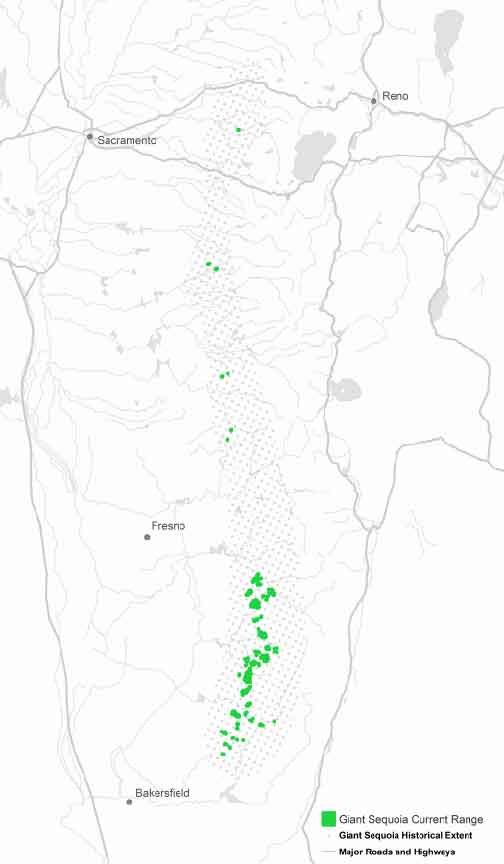 Reno
Sacramento
Fresno
Bakersfield
Giant Sequoia Current Range
Giant Sequoia Historical Extent
Major Roads and Highways